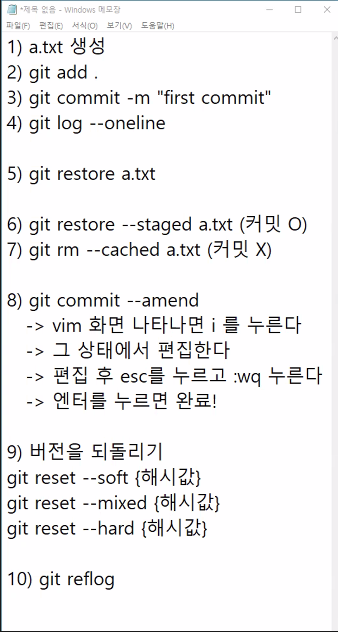 *제목 없음 - Windows 메모장
파일(F) 편집(E) 서식(O) 보기(V) 도움말(H)
1) a.txt 생성
2) git add .
3) git commit -m "first commit"
4) git log --oneline
5) git restore a.txt
6) git restore --staged a.txt (커밋 O)
7) git rm --cached a.txt (커밋 X)
8) git commit --amend
-> vim 화면 나타나면 i 를 누른다
-> 그 상태에서 편집한다
-> 편집 후 esc를 누르고 :wq 누른다
-> 엔터를 누르면 완료!
9) 버전을 되돌리기
git reset --soft {해시값}
git reset --mixed {해시값}
git reset --hard {해시값}
10) git reflog